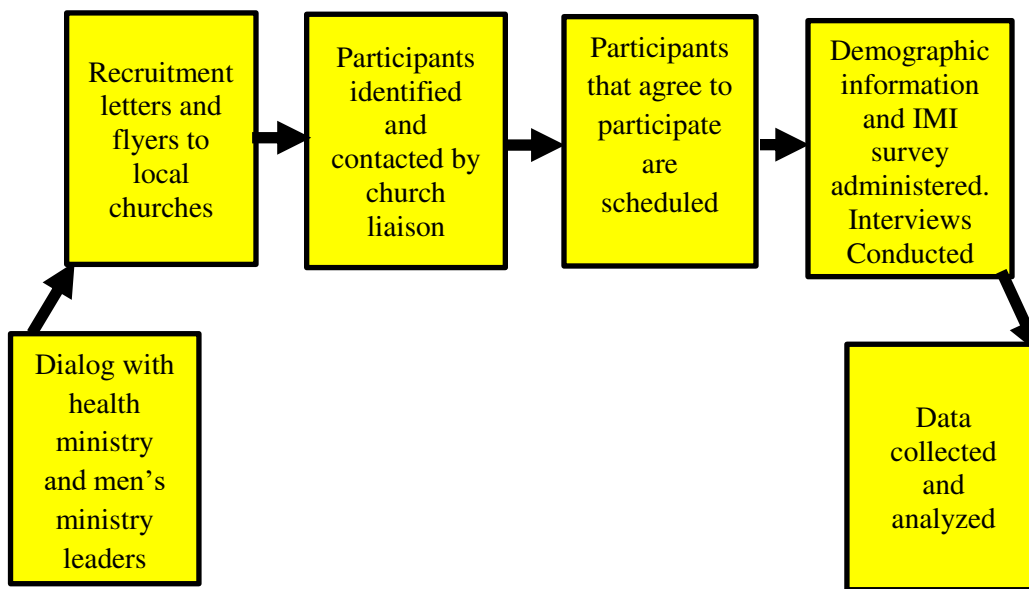 Dialog with
health
ministry
and men’s
ministry
leaders
Recruitment
letters and
flyers to
local
churches
Participants
identified
and
contacted by
church
liaison
Participants
that agree to
participate
are
scheduled
Demographic
information
and IMI
survey
administered.
Interviews
Conducted
Data
collected
and
analyzed